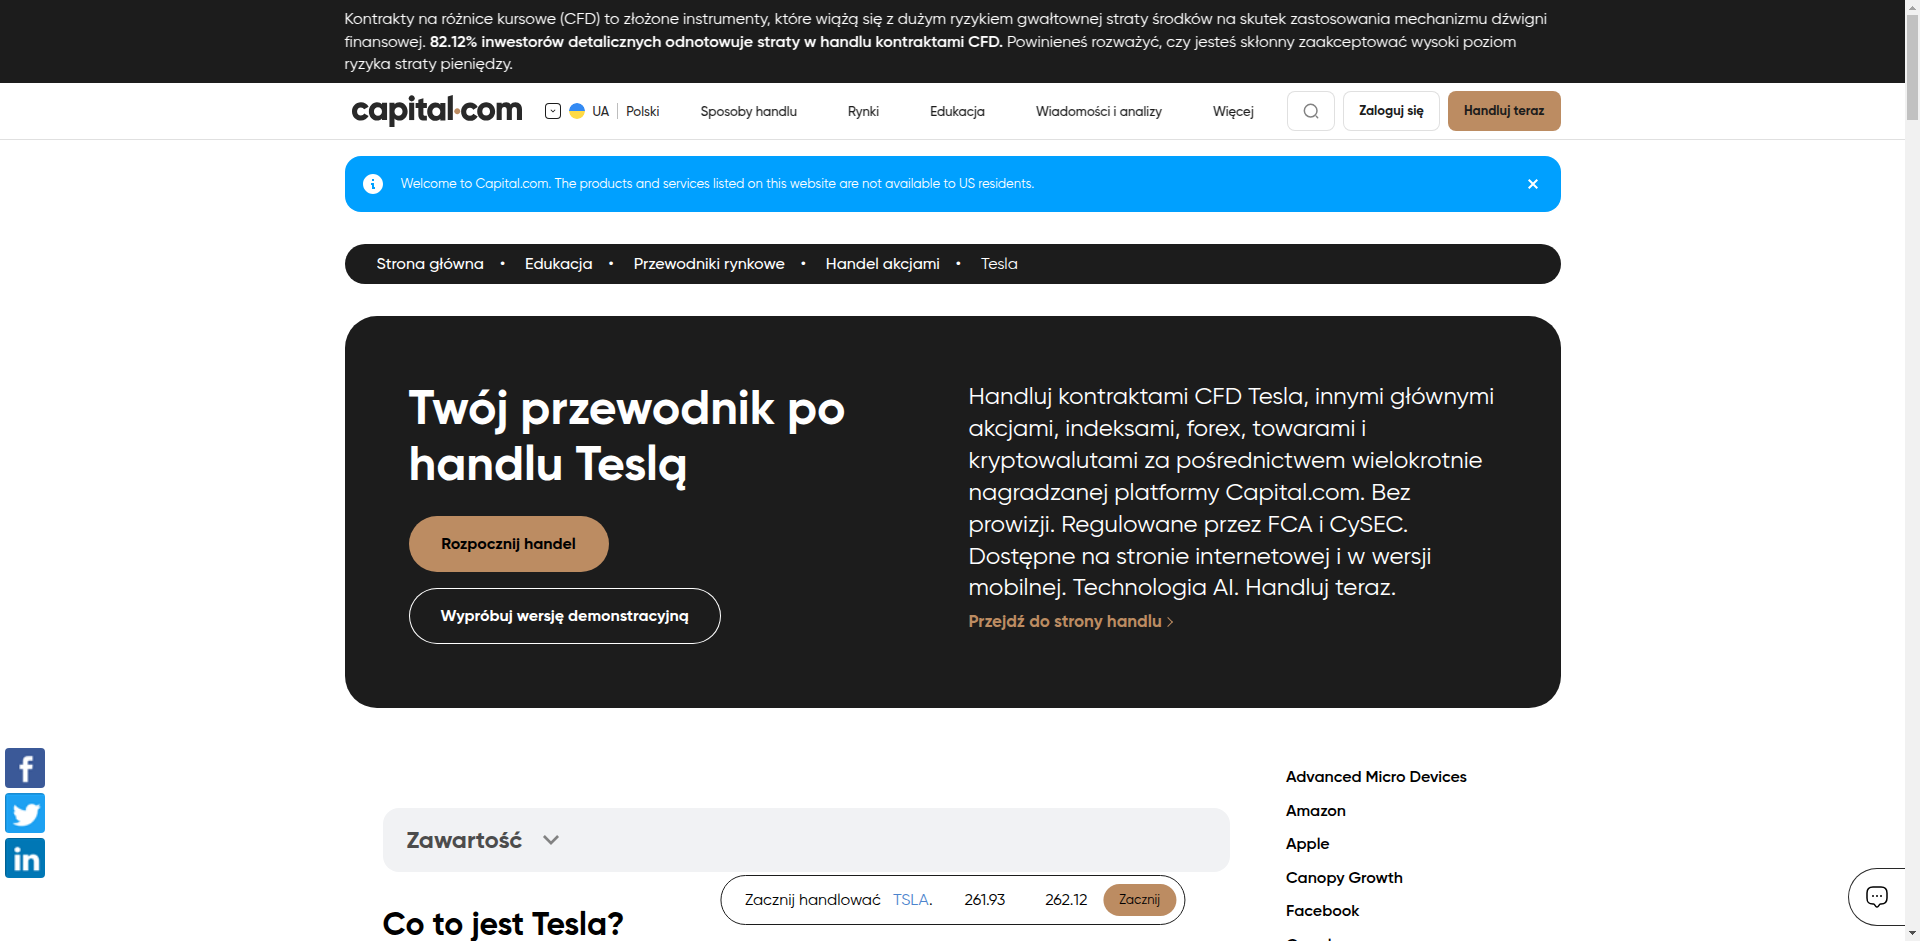 Kontrakty na różnice kursowe (CFD) to złożone instrumenty, które wiążą się z dużym ryzykiem gwałtownej straty środków na skutek zastosowania mechanizmu dźwigni
finansowej. 82.12% inwestorów detalicznych odnotowuje straty w handlu kontraktami CFD. Powinieneś rozważyć, czy jesteś skłonny zaakceptować wysoki poziom
ryzyka straty pieniędzy.
capital.com
UA | Polski
Sposoby handlu
Rynki
Edukacja
Wiadomości i analizy
Więcej
Zaloguj się
Handluj teraz
Welcome to Capital.com. The products and services listed on this website are not available to US residents.
Strona główna • Edukacja • Przewodniki rynkowe • Handel akcjami • Tesla
Twój przewodnik po
handlu Teslą
Rozpocznij handel
Wypróbuj wersję demonstracyjną
Handluj kontraktami CFD Tesla, innymi głównymi
akcjami, indeksami, forex, towarami i
kryptowalutami za pośrednictwem wielokrotnie
nagradzanej platformy Capital.com. Bez
prowizji. Regulowane przez FCA i CySEC.
Dostępne na stronie internetowej i w wersji
mobilnej. Technologia AI. Handluj teraz.
Przejdź do strony handlu >
Zawartość
Co to jest Tesla?
Advanced Micro Devices
Amazon
Apple
Canopy Growth
Facebook
Zacznij handlować TSLA. 261.93 262.12 Zacznij